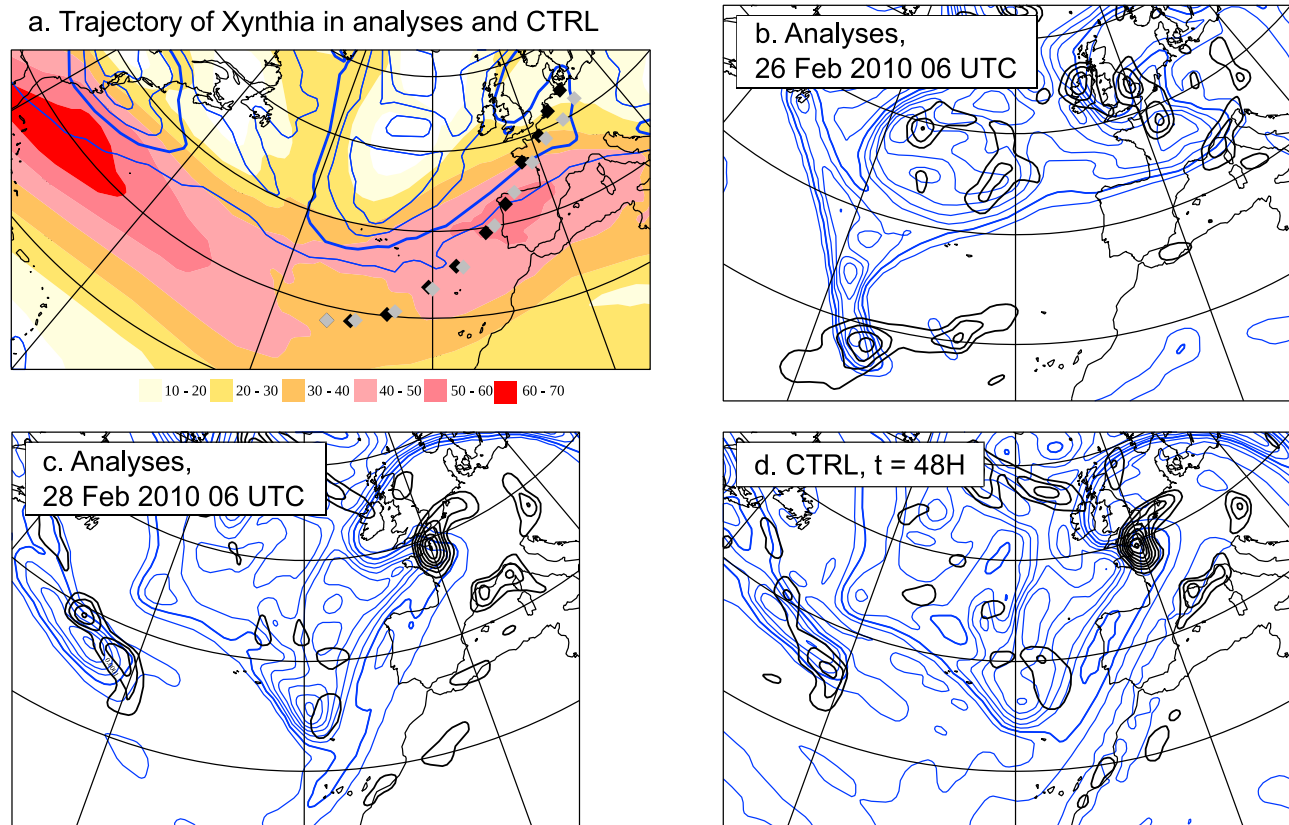 a. Trajectory of Xynthia in analyses and CTRL
b. Analyses,
26 Feb 2010 06 UTC
10 - 20
20 - 30
30 - 40
40 - 50
50 - 60
60 - 70
c. Analyses,
28 Feb 2010 06 UTC
d. CTRL, t = 48H